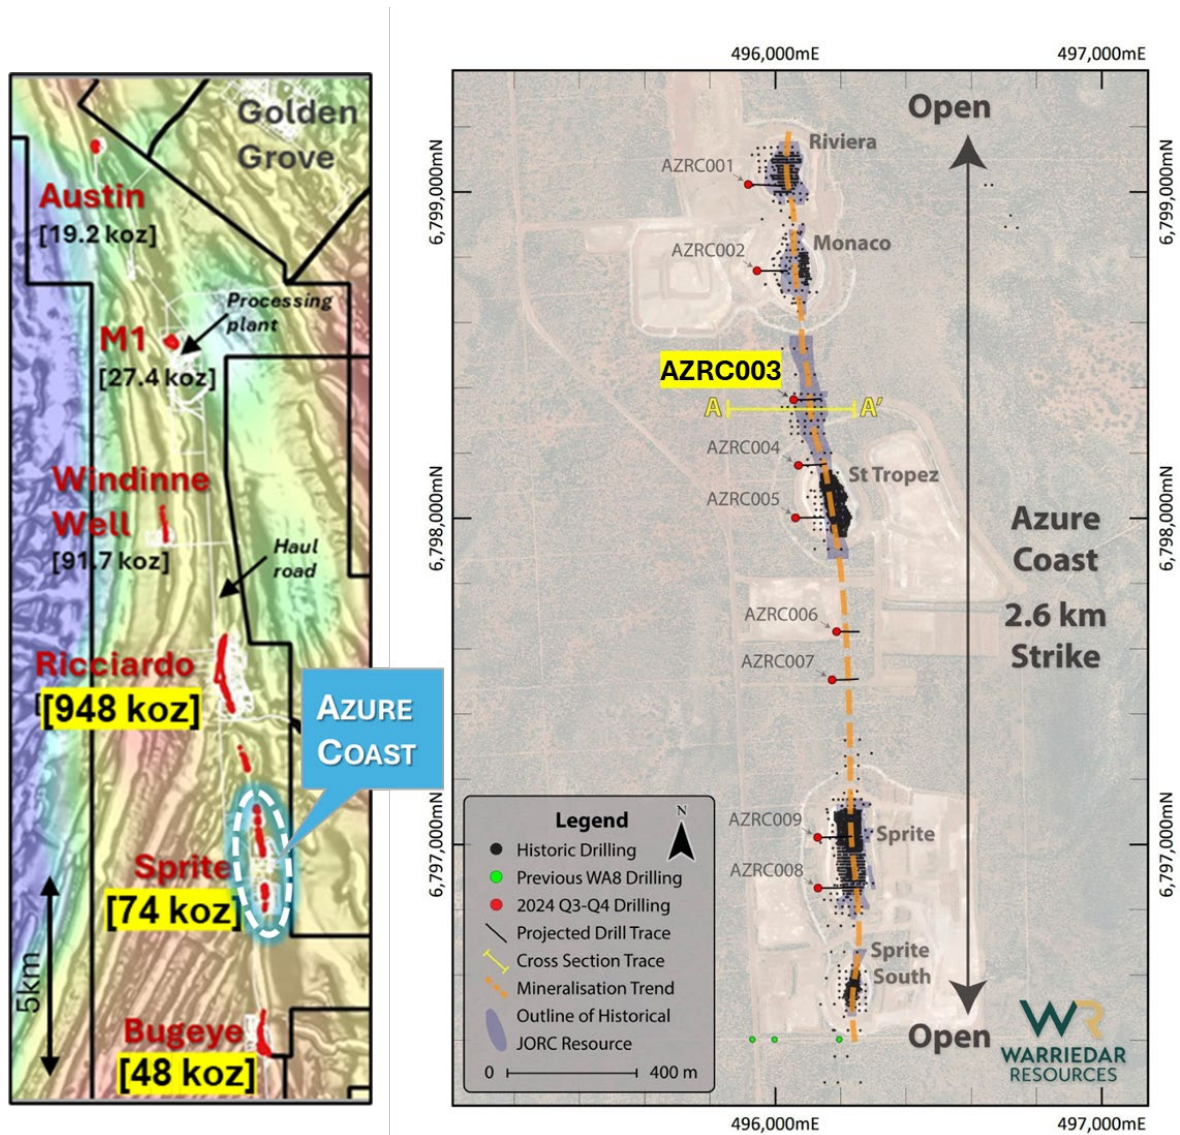 Golden
Grove
Austin
[19.2 koz]
Processing
plant
M1
[27.4 koz]
Windinne
Well
[91.7 koz]
Haul
road
Ricciardo
[948 koz]
AZURE
COAST
Sprite
[74 koz]
5km
Bugeye
[48 koz]
496,000mE
497,000mE
6,799,000mN
6,798,000mN
6,797,000mN
Open
Riviera
AZRC001
Monaco
AZRC002
AZRC003
A
A'
AZRC004
St Tropez
AZRC005
Azure
Coast
2.6 km
Strike
AZRC006
AZRC007
AZRC009
Sprite
AZRC008
Sprite
South
Open
Legend
N
Historic Drilling
Previous WA8 Drilling
2024 Q3-Q4 Drilling
Projected Drill Trace
Cross Section Trace
Mineralisation Trend
Outline of Historical
JORC Resource
0
400 m
WR
WARRIEDAR
RESOURCES
6,799,000mN
6,798,000mN
6,797,000mN
496,000mE
497,000mE